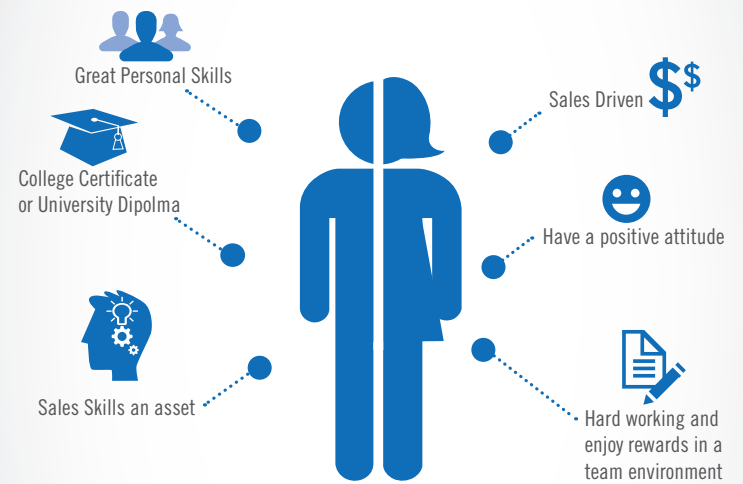 Great Personal Skills
College Certificate
or University Dipolma
Sales Skills an asset
Sales Driven $$
Have a positive attitude
Hard working and
enjoy rewards in a
team environment